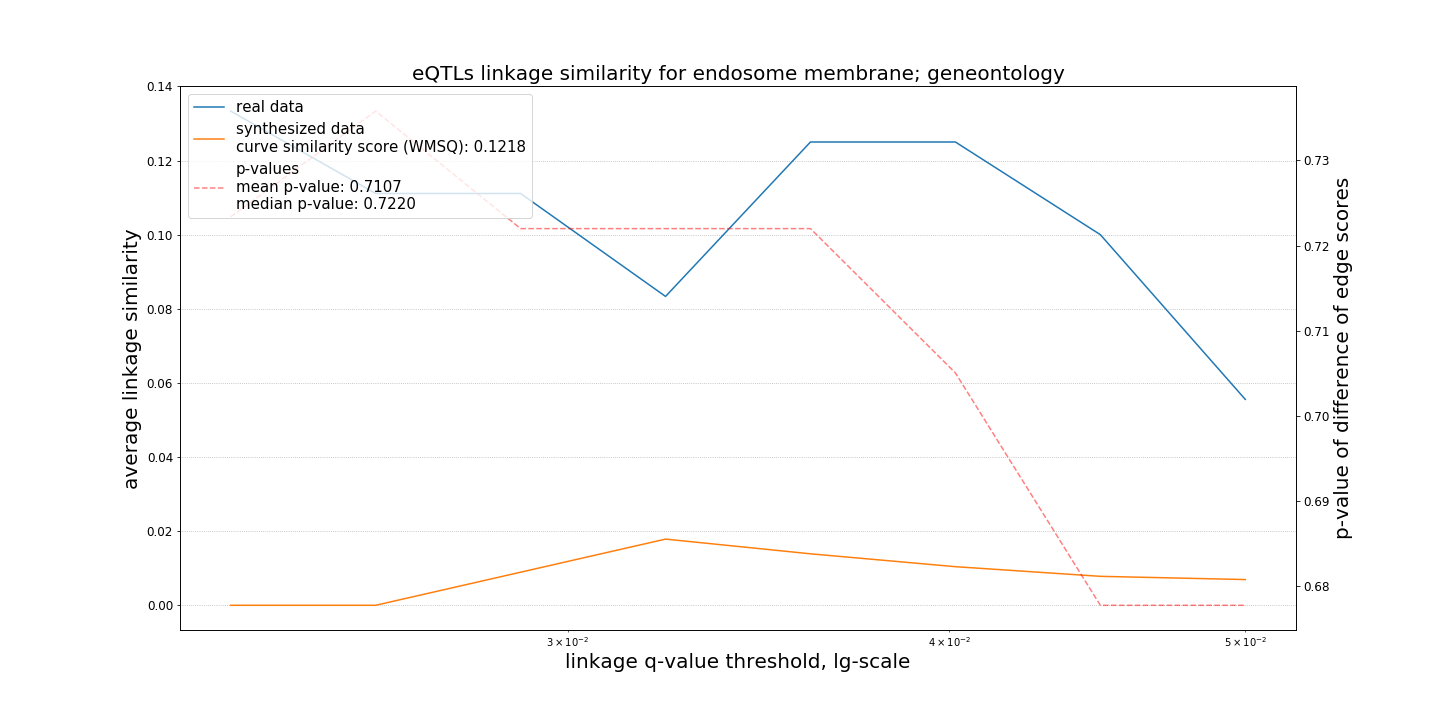 eQTLs linkage similarity for endosome membrane; geneontology
real data
synthesized data
curve similarity score (WMSQ): 0.1218
p-values
mean p-value: 0.7107
median p-value: 0.7220
average linkage similarity
0.14
0.12
0.10
0.08
0.06
0.04
0.02
0.00
p-value of difference of edge scores
0.73
0.72
0.71
0.70
0.69
0.68
3 × 10⁻²
4 × 10⁻²
5 × 10⁻²
linkage q-value threshold, lg-scale